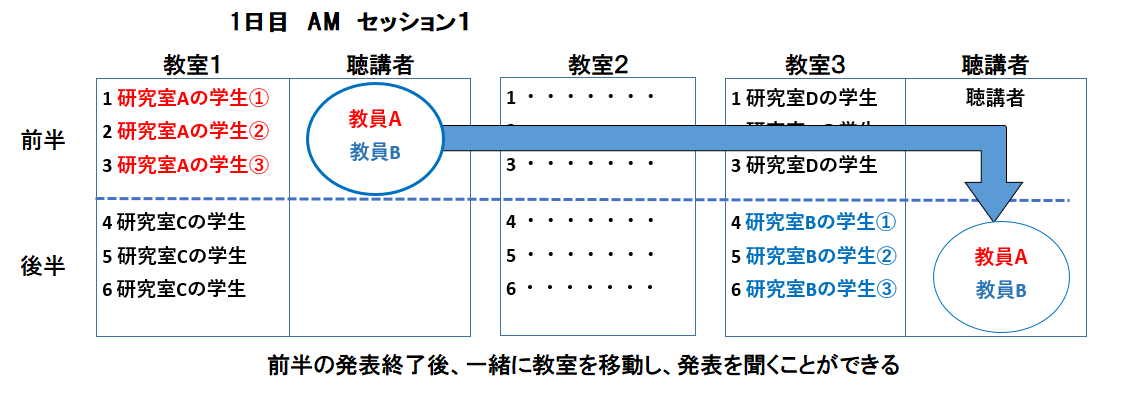 1日目 AM セッション1
教室1 聴講者 教室2 教室3 聴講者
前半
1 研究室Aの学生①
2 研究室Aの学生②
3 研究室Aの学生③
教員A
教員B
1 ・・・・・・・
3 ・・・・・・・
1 研究室Dの学生
3 研究室Dの学生
聴講者
後半
4 研究室Cの学生
5 研究室Cの学生
6 研究室Cの学生
4 ・・・・・・・
5 ・・・・・・・
6 ・・・・・・・
4 研究室Bの学生①
5 研究室Bの学生②
6 研究室Bの学生③
教員A
教員B
前半の発表終了後、一緒に教室を移動し、発表を聞くことができる